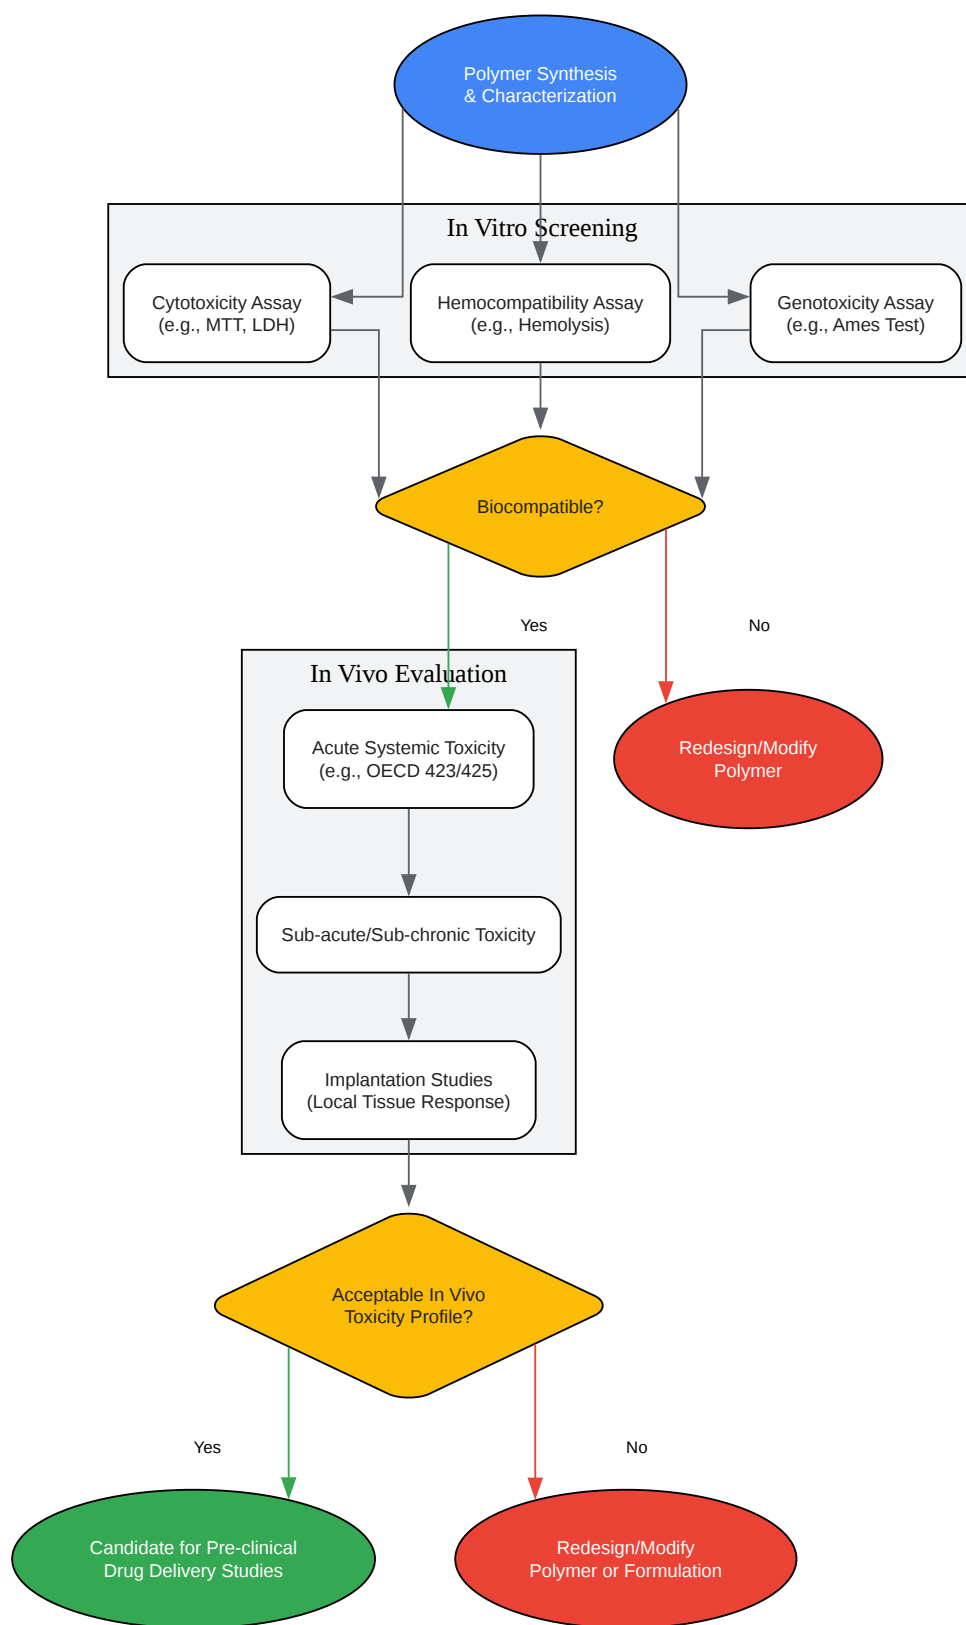 Polymer Synthesis
& Characterization
In Vitro Screening
Cytotoxicity Assay
(e.g., MTT, LDH)
Hemocompatibility Assay
(e.g., Hemolysis)
Genotoxicity Assay
(e.g., Ames Test)
Biocompatible?
Yes
No
In Vivo Evaluation
Acute Systemic Toxicity
(e.g., OECD 423/425)
Redesign/Modify
Polymer
Sub-acute/Sub-chronic Toxicity
Implantation Studies
(Local Tissue Response)
Acceptable In Vivo
Toxicity Profile?
Yes
No
Candidate for Pre-clinical
Drug Delivery Studies
Redesign/Modify
Polymer or Formulation